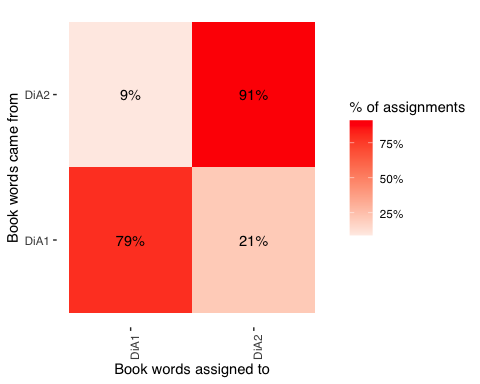 Book words came from
DiA2
9%
91%
DiA1
79%
21%
DiA1
DiA2
Book words assigned to
% of assignments
75%
50%
25%